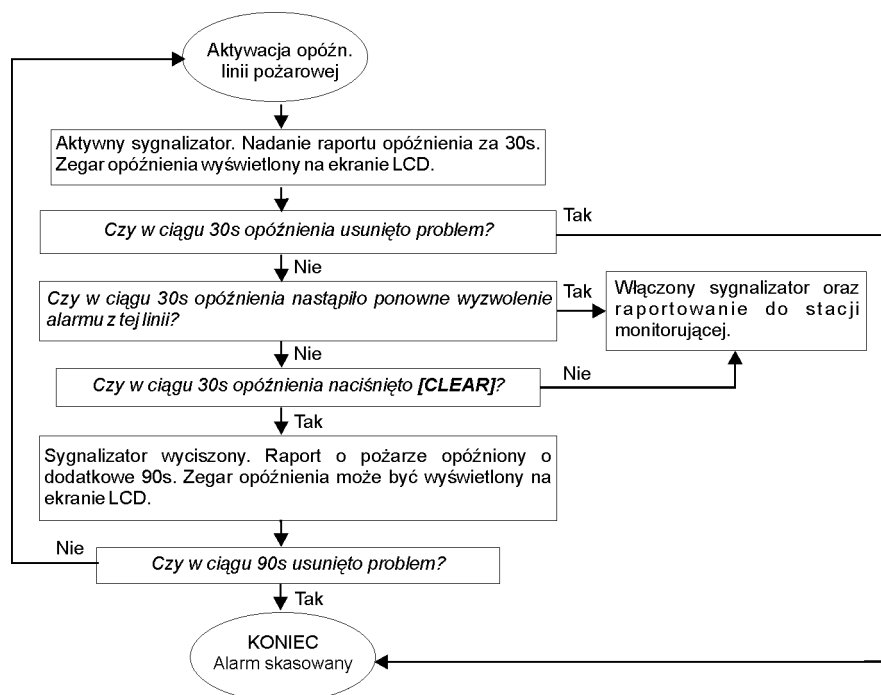 Aktywacja opóźn.
linii pożarowej
Aktywny sygnalizator. Nadanie raportu opóźnienia za 30s.
Zegar opóźnienia wyświetlony na ekranie LCD.
Czy w ciągu 30s opóźnienia usunięto problem?
Tak
Nie
Czy w ciągu 30s opóźnienia nastąpiło ponowne wyzwolenie
alarmu z tej linii?
Tak
Włączony sygnalizator oraz
raportowanie do stacji
monitorującej.
Nie
Czy w ciągu 30s opóźnienia naciśnięto [CLEAR]?
Nie
Tak
Sygnalizator wyciszony. Raport o pożarze opóźniony o
dodatkowe 90s. Zegar opóźnienia może być wyświetlony na
ekranie LCD.
Nie
Czy w ciągu 90s usunięto problem?
Tak
KONIEC
Alarm skasowany